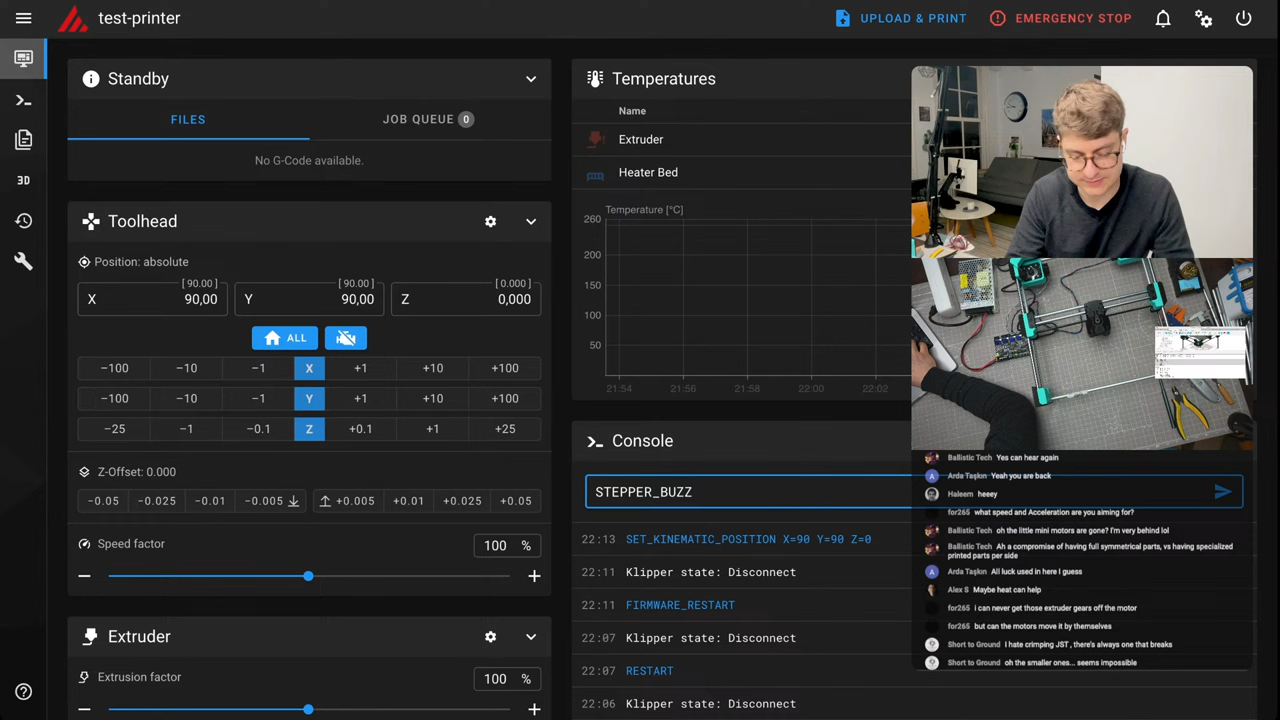 test-printer
UPLOAD & PRINT
EMERGENCY STOP
Standby
FILES
JOB QUEUE 0
No G-Code available.
Toolhead
Position: absolute
[90.00]
X 90,00
[90.00]
Y 90,00
[0.000]
Z 0,000
ALL
−100 −10 −1 X +1 +10 +100
−100 −10 −1 Y +1 +10 +100
−25 −1 −0.1 Z +0.1 +1 +25
Z-Offset: 0.000
−0.05 −0.025 −0.01 −0.005 +0.005 +0.01 +0.025 +0.05
Speed factor
100 %
Extruder
Extrusion factor
100 %
3D
Temperatures
Name
Extruder
Heater Bed
Temperature [°C]
260
200
150
100
50
21:54 21:56 21:58 22:00 22:02
Console
STEPPER_BUZZ
22:13 SET_KINEMATIC_POSITION X=90 Y=90 Z=0
22:11 Klipper state: Disconnect
22:11 FIRMWARE_RESTART
22:07 Klipper state: Disconnect
22:07 RESTART
22:06 Klipper state: Disconnect
Ballistic Tech Yes can hear again
Arda Taşkın Yeah you are back
Haleem heeey
for265 what speed and Acceleration are you aiming for?
Ballistic Tech oh the little mini motors are gone? I'm very behind lol
Ballistic Tech Ah a compromise of having full symmetrical parts, vs having specialized
printed parts per side
A Arda Taşkın All luck used in here I guess
Alex S Maybe heat can help
for265 i can never get those extruder gears off the motor
for265 but can the motors move it by themselves
Short to Ground I hate crimping JST , there's always one that breaks
Short to Ground oh the smaller ones... seems impossible